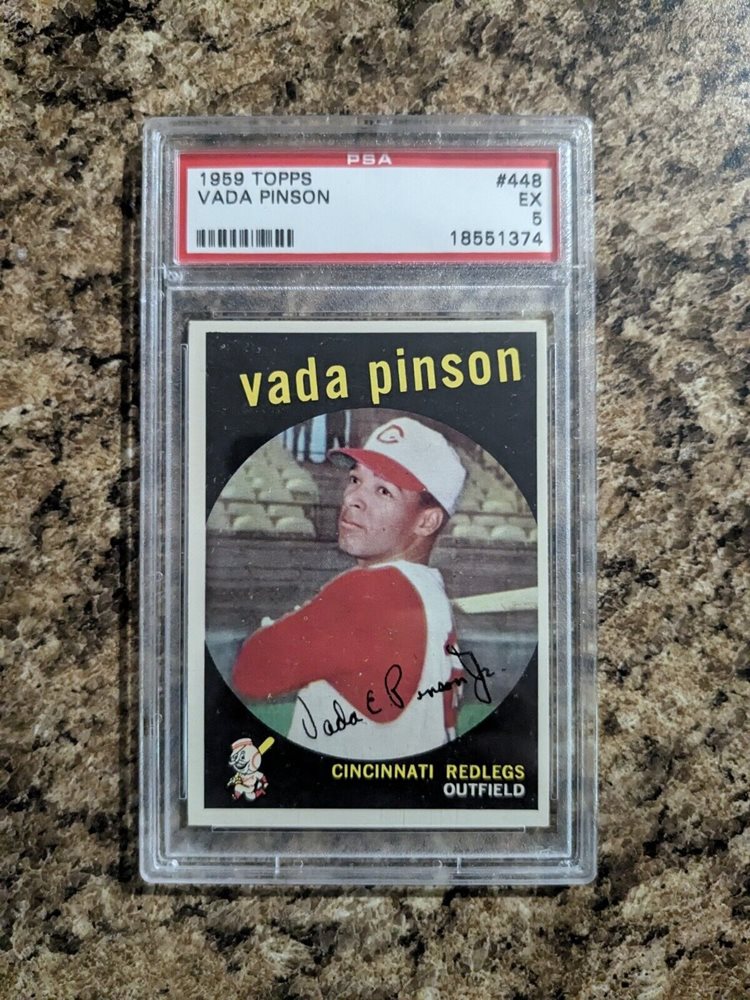 PSA
1959 TOPPS #448
VADA PINSON EX
5
18551374
vada pinson
C
Vada E Pinson Jr.
CINCINNATI REDLEGS
OUTFIELD